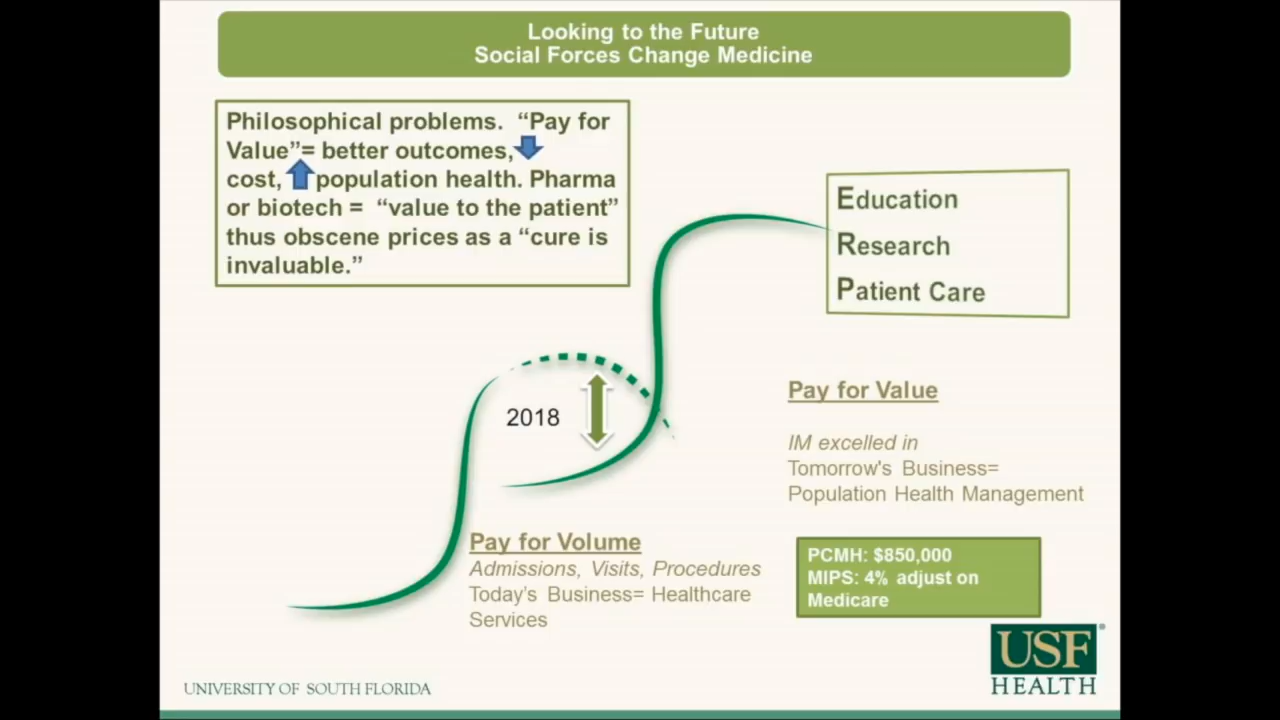 Looking to the Future
Social Forces Change Medicine
Philosophical problems. “Pay for
Value”= better outcomes,
cost, population health. Pharma
or biotech = “value to the patient”
thus obscene prices as a “cure is
invaluable.”
Education
Research
Patient Care
2018
Pay for Value
IM excelled in
Tomorrow's Business=
Population Health Management
Pay for Volume
Admissions, Visits, Procedures
Today’s Business= Healthcare
Services
PCMH: $850,000
MIPS: 4% adjust on
Medicare
USF®
HEALTH
UNIVERSITY OF SOUTH FLORIDA